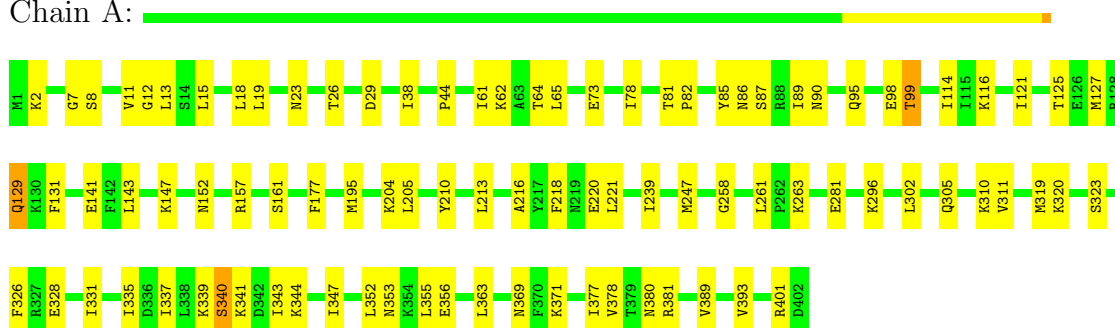 Chain A:
M1 K2 G7 S8 V11 G12 L13 S14 L15 L18 L19 N23 T26 D29 I38 P44 I61 K62 A63 T64 L65 E73 I78 T81 P82 Y85 N86 S87 R88 I89 N90 Q95 E98 T99 I114 I115 K116 I121 T125 E126 M127 R128
Q129 K130 F131 E141 F142 L143 K147 N152 R157 S161 F177 M195 K204 L205 Y210 L213 A216 Y217 F218 N219 E220 L221 I239 M247 G258 L261 P262 K263 E281 K296 L302 Q305 K310 V311 M319 K320 S323
F326 R327 E328 I331 I335 D336 I337 L338 K339 S340 K341 D342 I343 K344 I347 L352 N353 K354 L355 E356 L363 N369 F370 K371 I377 V378 T379 N380 R381 V389 V393 R401 D402